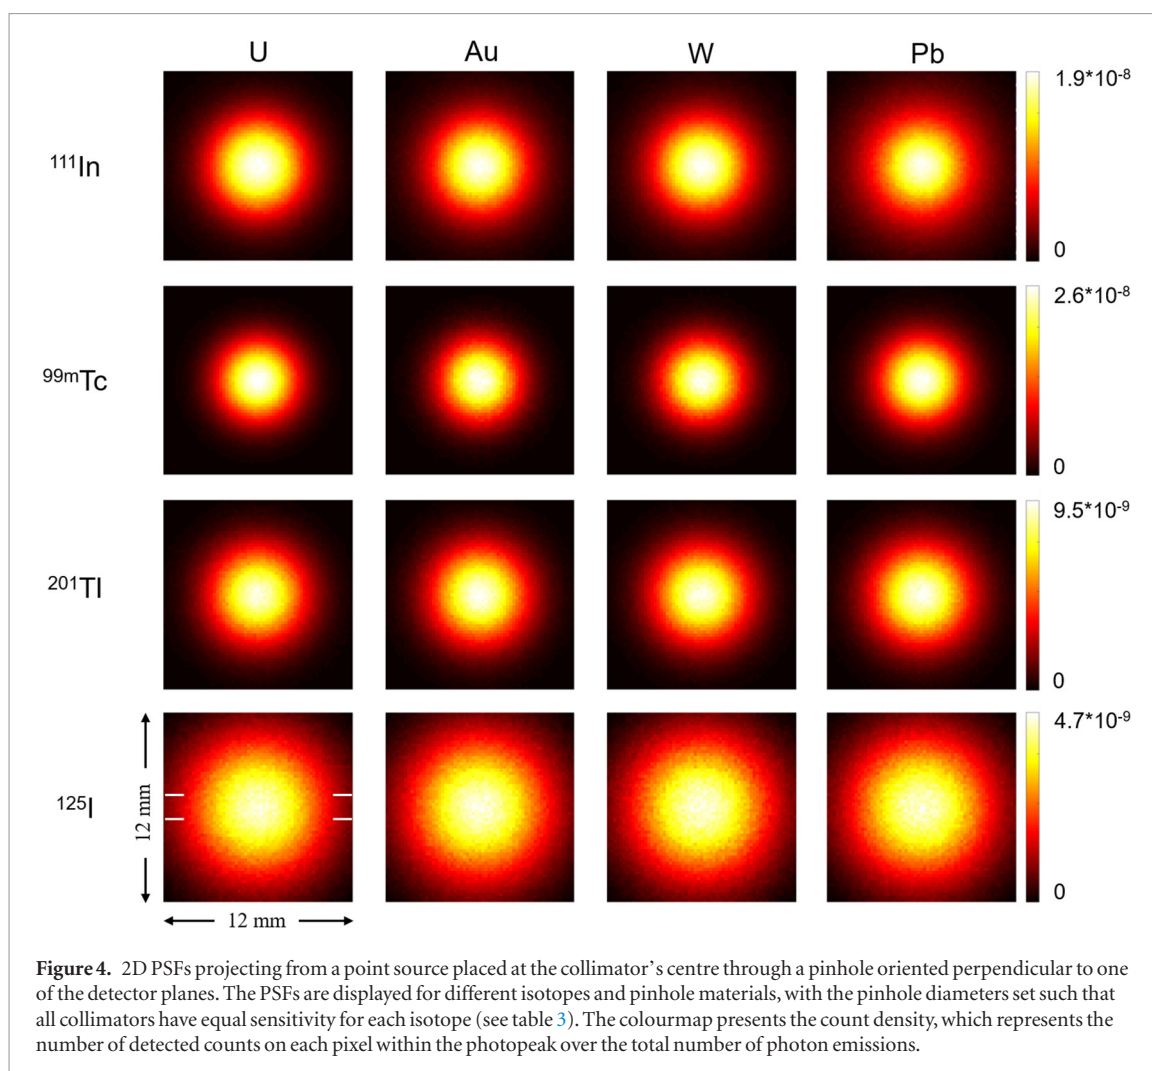 U Au W Pb
1.9*10-8
111In
0
2.6*10-8
99mTc
0
9.5*10-9
201Tl
0
4.7*10-9
125I
12 mm
0
12 mm
Figure 4. 2D PSFs projecting from a point source placed at the collimator’s centre through a pinhole oriented perpendicular to one
of the detector planes. The PSFs are displayed for different isotopes and pinhole materials, with the pinhole diameters set such that
all collimators have equal sensitivity for each isotope (see table 3). The colourmap presents the count density, which represents the
number of detected counts on each pixel within the photopeak over the total number of photon emissions.